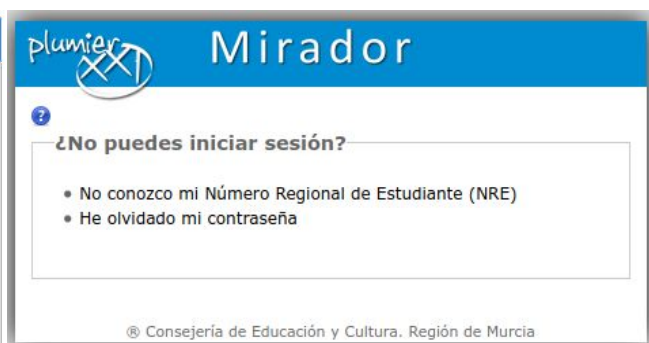 plumier XXI Mirador
¿No puedes iniciar sesión?
No conozco mi Número Regional de Estudiante (NRE)
He olvidado mi contraseña
® Consejería de Educación y Cultura. Región de Murcia